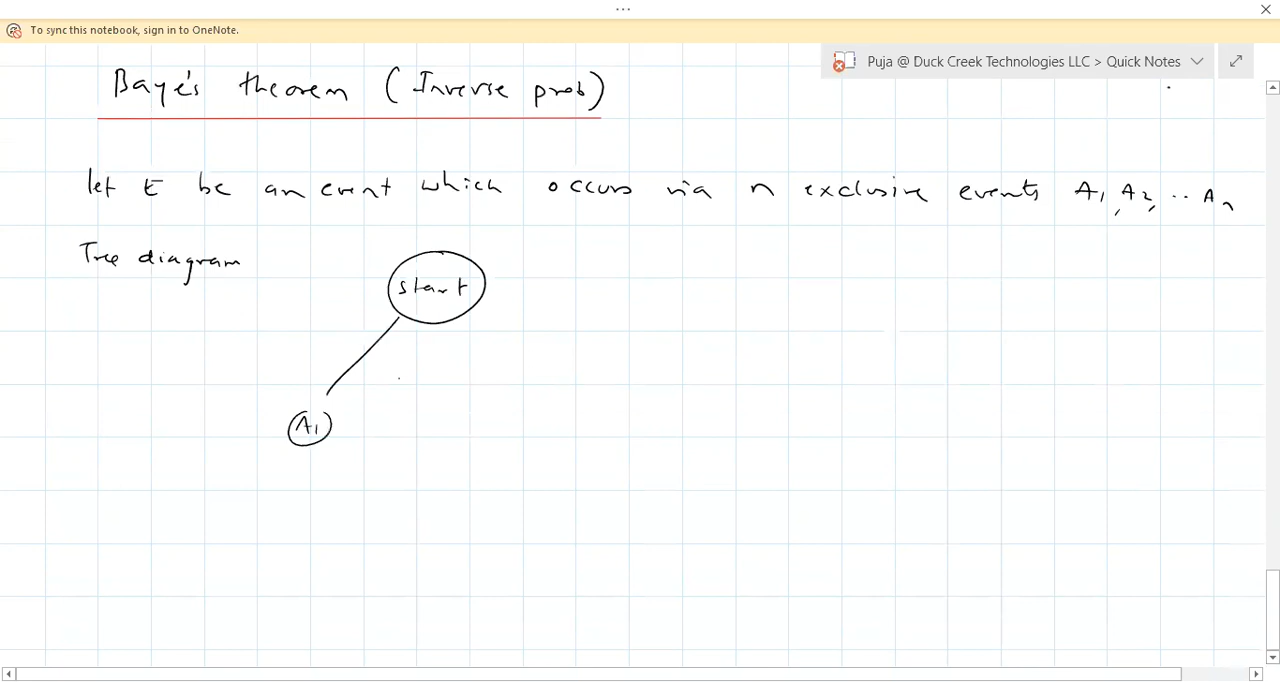 ...
To sync this notebook, sign in to OneNote.
Puja @ Duck Creek Technologies LLC > Quick Notes
Baye's theorem (Inverse prob)
let E be an event which occurs via n exclusive events A1, A2, .. An
Tree diagram
start
A1